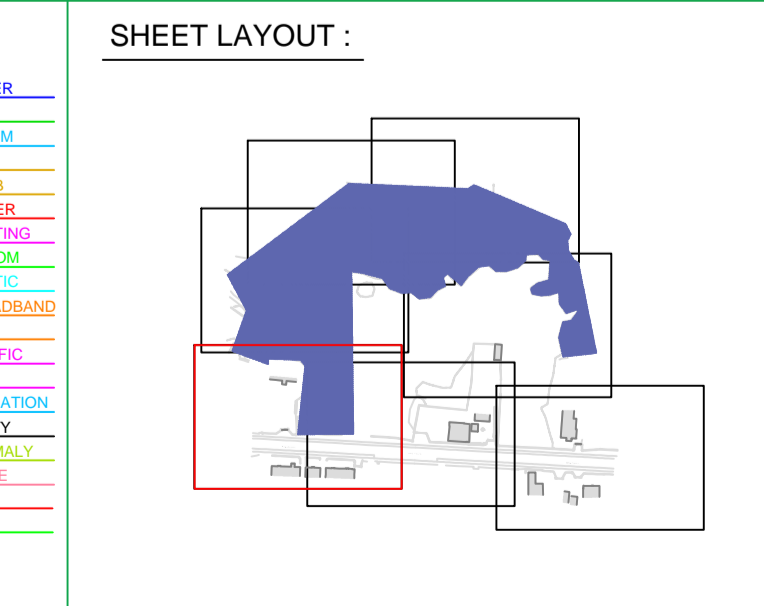 SHEET LAYOUT :
ER
M
B
ER
TING
OM
TIC
ADBAND
FIC
ATION
Y
MALY
E